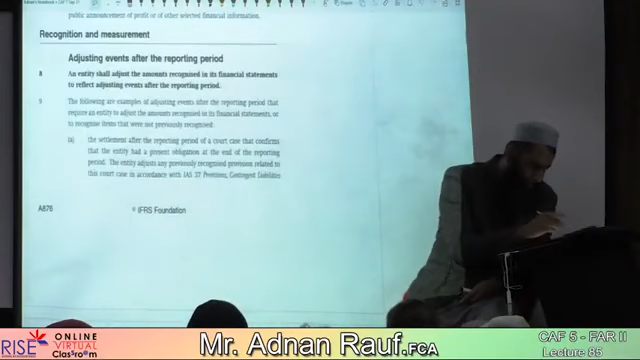 public announcement of profit or of other selected financial information.
Recognition and measurement
Adjusting events after the reporting period
8 An entity shall adjust the amounts recognised in its financial statements
to reflect adjusting events after the reporting period.
9 The following are examples of adjusting events after the reporting period that
require an entity to adjust the amounts recognised in its financial statements, or
to recognise items that were not previously recognised:
(a) the settlement after the reporting period of a court case that confirms
that the entity had a present obligation at the end of the reporting
period. The entity adjusts any previously recognised provision related to
this court case in accordance with IAS 37 Provisions, Contingent Liabilities
A876 © IFRS Foundation
RISE ONLINE
VIRTUAL
Classroom
Mr. Adnan Rauf.FCA
CAF 5 - FAR II
Lecture 85